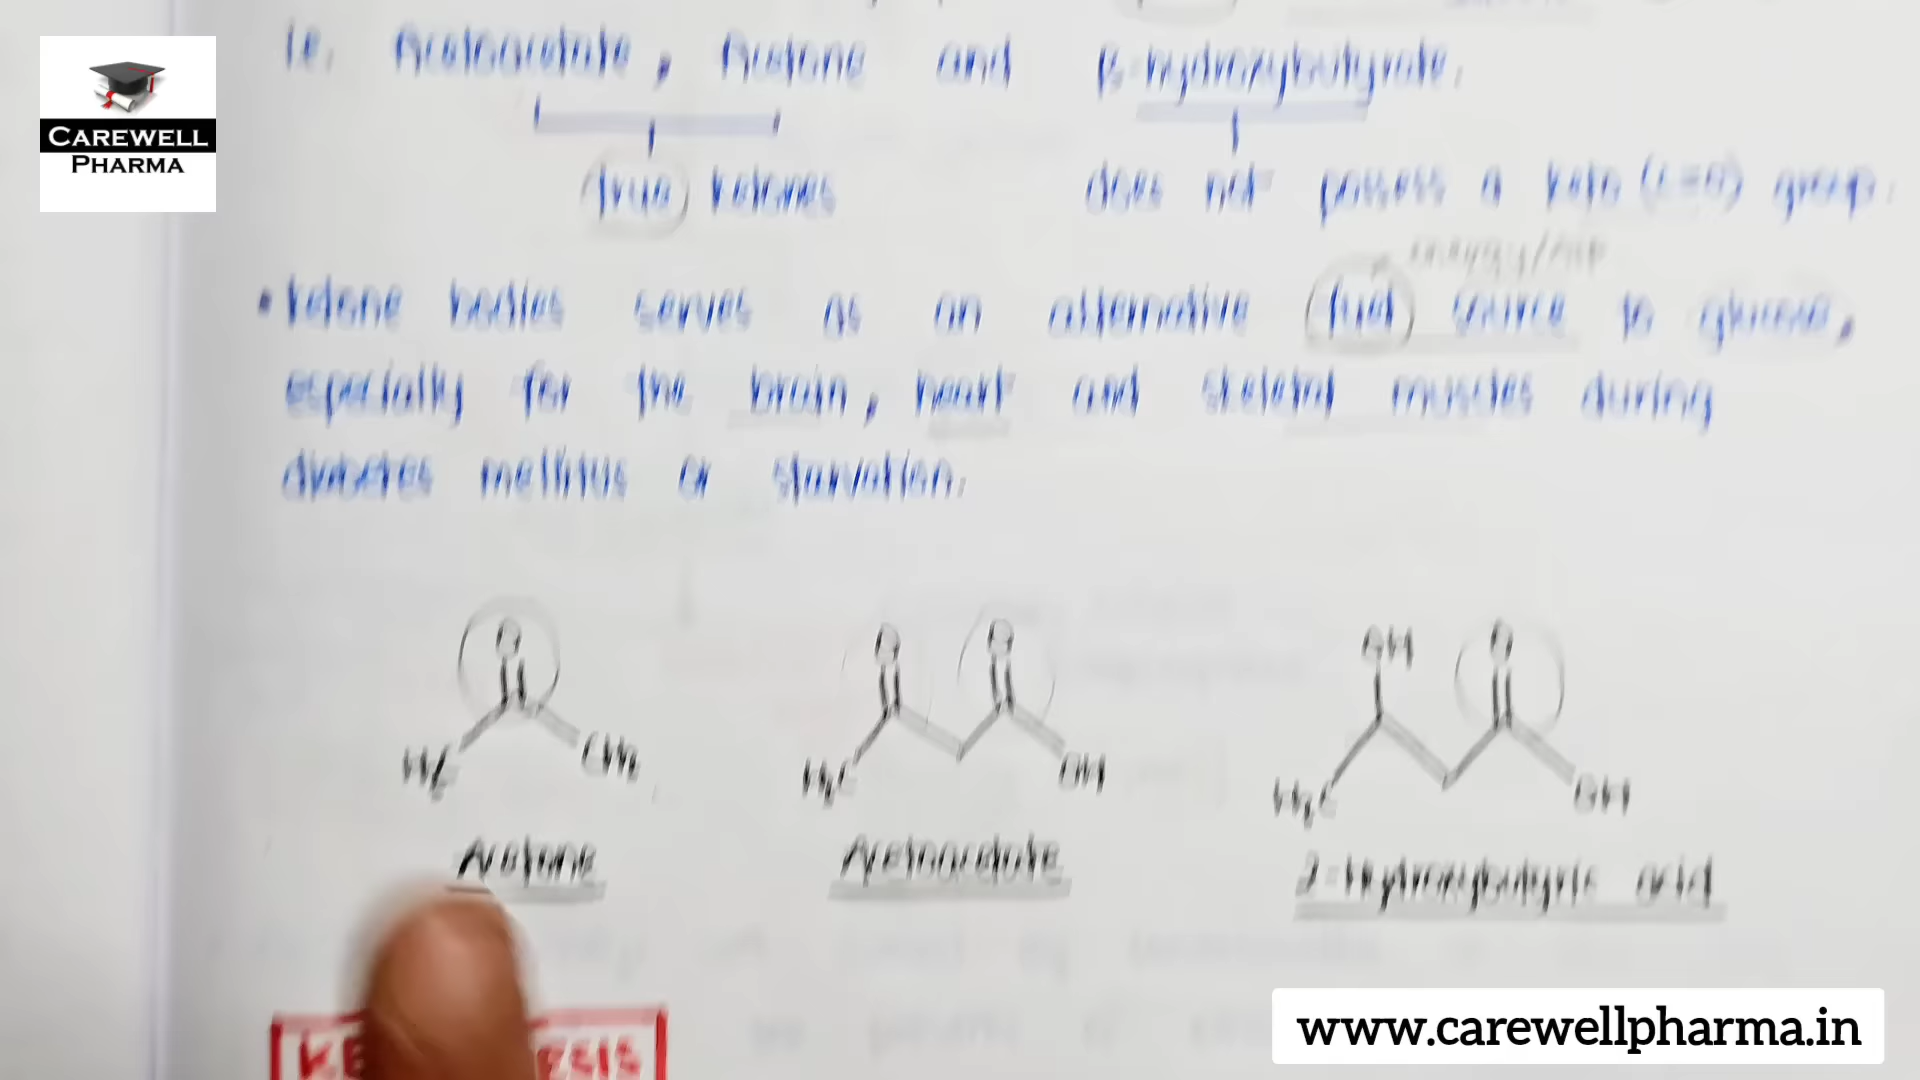 CAREWELL
PHARMA
i.e. Acetoacetate, Acetone and β-hydroxybutyrate.
true ketones
does not possess a keto (C=O) group.
energy/ATP
• Ketone bodies serves as an alternative fuel source to glucose,
especially for the brain, heart and skeletal muscles during
diabetes mellitus or starvation.
O
H₃C
CH₃
Acetone
O O
H₃C
OH
Acetoacetate
OH O
H₃C
OH
3-Hydroxybutyric acid
www.carewellpharma.in